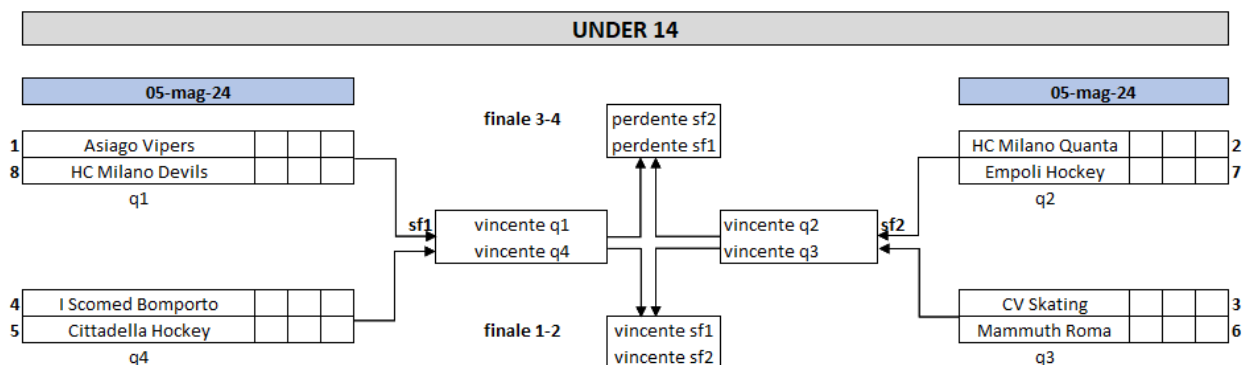 UNDER 14
05-mag-24
05-mag-24
finale 3-4
perdente sf2
perdente sf1
1 Asiago Vipers
8 HC Milano Devils
q1
HC Milano Quanta 2
Empoli Hockey 7
q2
sf1
vincente q1
vincente q4
vincente q2
vincente q3
sf2
4 I Scomed Bomporto
5 Cittadella Hockey
q4
finale 1-2
vincente sf1
vincente sf2
CV Skating 3
Mammuth Roma 6
q3